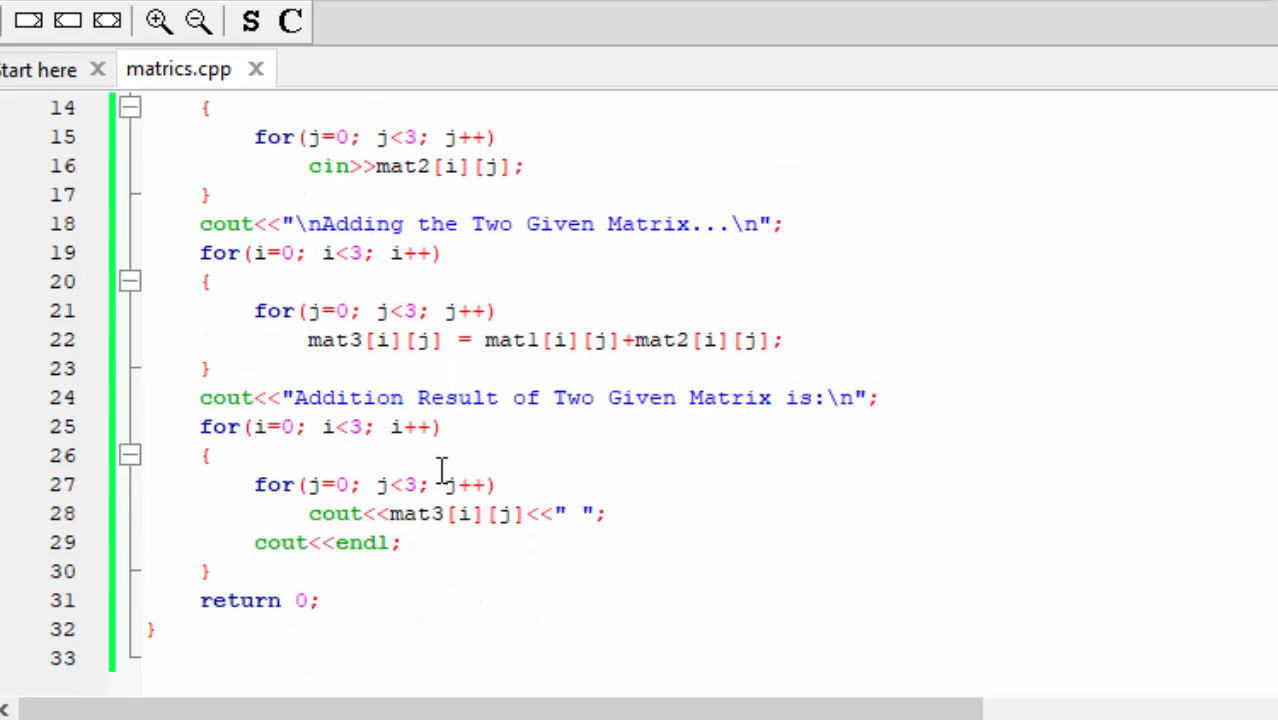 S C
tart here matrics.cpp
14 {
15 for(j=0; j<3; j++)
16 cin>>mat2[i][j];
17 }
18 cout<<"\nAdding the Two Given Matrix...\n";
19 for(i=0; i<3; i++)
20 {
21 for(j=0; j<3; j++)
22 mat3[i][j] = mat1[i][j]+mat2[i][j];
23 }
24 cout<<"Addition Result of Two Given Matrix is:\n";
25 for(i=0; i<3; i++)
26 {
27 for(j=0; j<3; j++)
28 cout<<mat3[i][j]<<" ";
29 cout<<endl;
30 }
31 return 0;
32 }
33